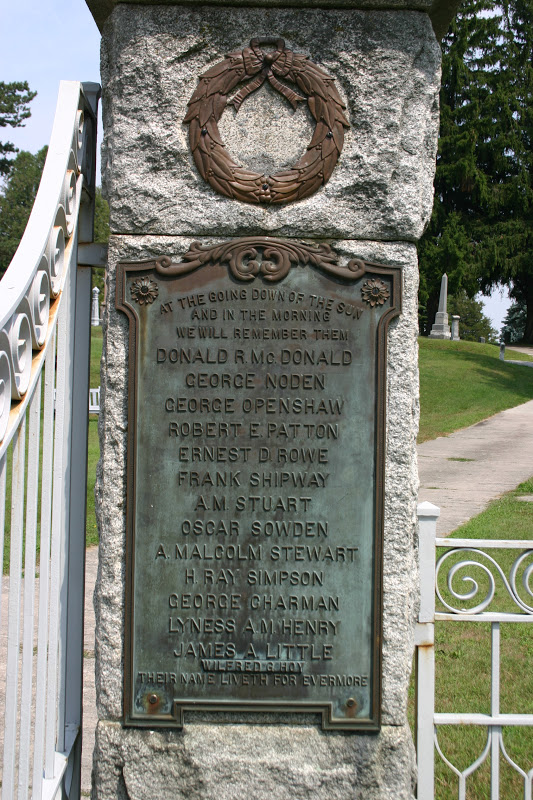 AT THE GOING DOWN OF THE SUN
AND IN THE MORNING
WE WILL REMEMBER THEM
DONALD R. MCDONALD
GEORGE NODEN
GEORGE OPENSHAW
ROBERT E. PATTON
ERNEST D. ROWE
FRANK SHIPWAY
A.M. STUART
OSCAR SOWDEN
A. MALCOLM STEWART
H. RAY SIMPSON
GEORGE CHARMAN
LYNESS A.M. HENRY
JAMES A. LITTLE
WILFRED G. HOY
THEIR NAME LIVETH FOR EVERMORE